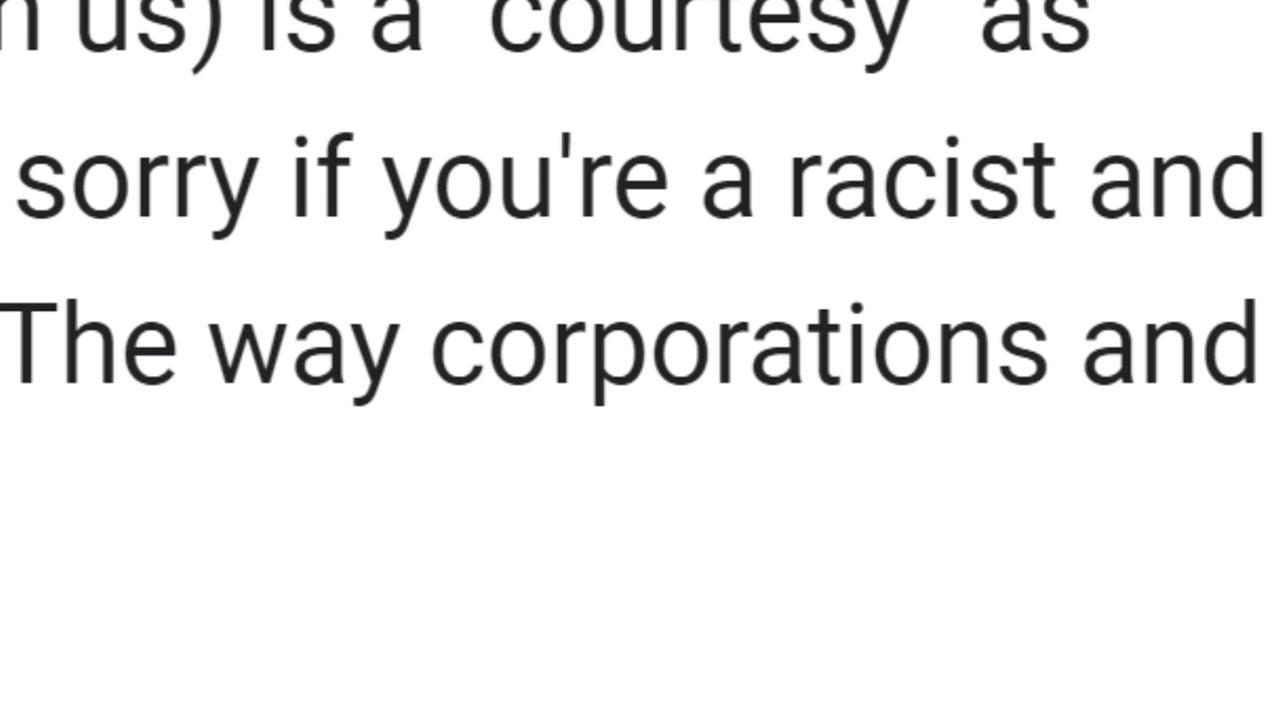 us) is a "courtesy" as
sorry if you're a racist and
The way corporations and